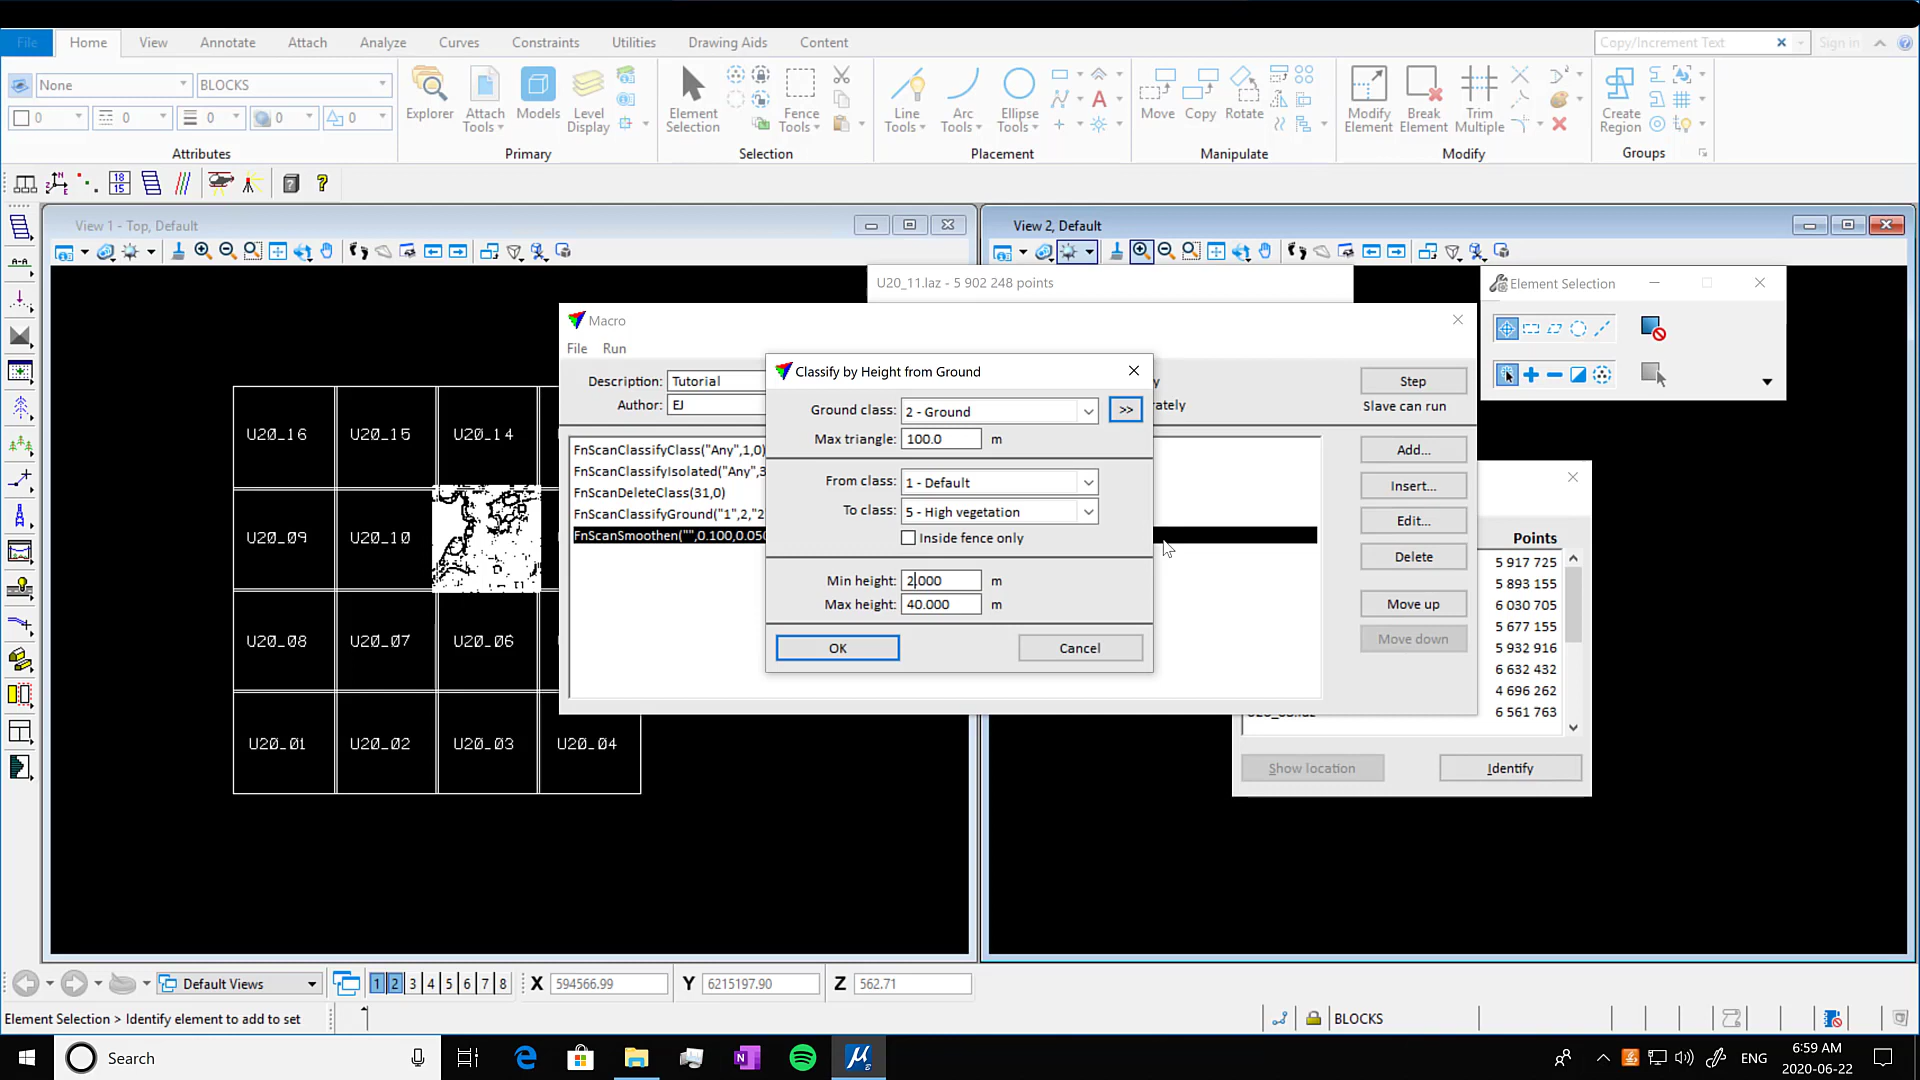 File Home View Annotate Attach Analyze Curves Constraints Utilities Drawing Aids Content Copy/Increment Text Sign in
None BLOCKS
0 0 0 0 0
Explorer Attach Tools Models Level Display Element Selection Fence Tools Line Tools Arc Tools Ellipse Tools Move Copy Rotate Modify Element Break Element Trim Multiple Create Region
Attributes Primary Selection Placement Manipulate Modify Groups
View 1 - Top, Default
View 2, Default
U20_11.laz - 5 902 248 points
Element Selection
Macro
File Run
Description: Tutorial
Author: EJ
Step
Slave can run
FnScanClassifyClass("Any",1,0)
FnScanClassifyIsolated("Any",3
FnScanDeleteClass(31,0)
FnScanClassifyGround("1",2,"2
FnScanSmoothen("",0.100,0.050
Add...
Insert...
Edit...
Delete
Move up
Move down
Classify by Height from Ground
Ground class: 2 - Ground >>
Max triangle: 100.0 m
From class: 1 - Default
To class: 5 - High vegetation
Inside fence only
Min height: 2.000 m
Max height: 40.000 m
OK Cancel
Points
5 917 725
5 893 155
6 030 705
5 677 155
5 932 916
6 632 432
4 696 262
6 561 763
Show location Identify
U20_16 U20_15 U20_14
U20_09 U20_10
U20_08 U20_07 U20_06
U20_01 U20_02 U20_03 U20_04
Default Views 1 2 3 4 5 6 7 8 X 594566.99 Y 6215197.90 Z 562.71
Element Selection > Identify element to add to set
BLOCKS
Search
ENG
6:59 AM
2020-06-22